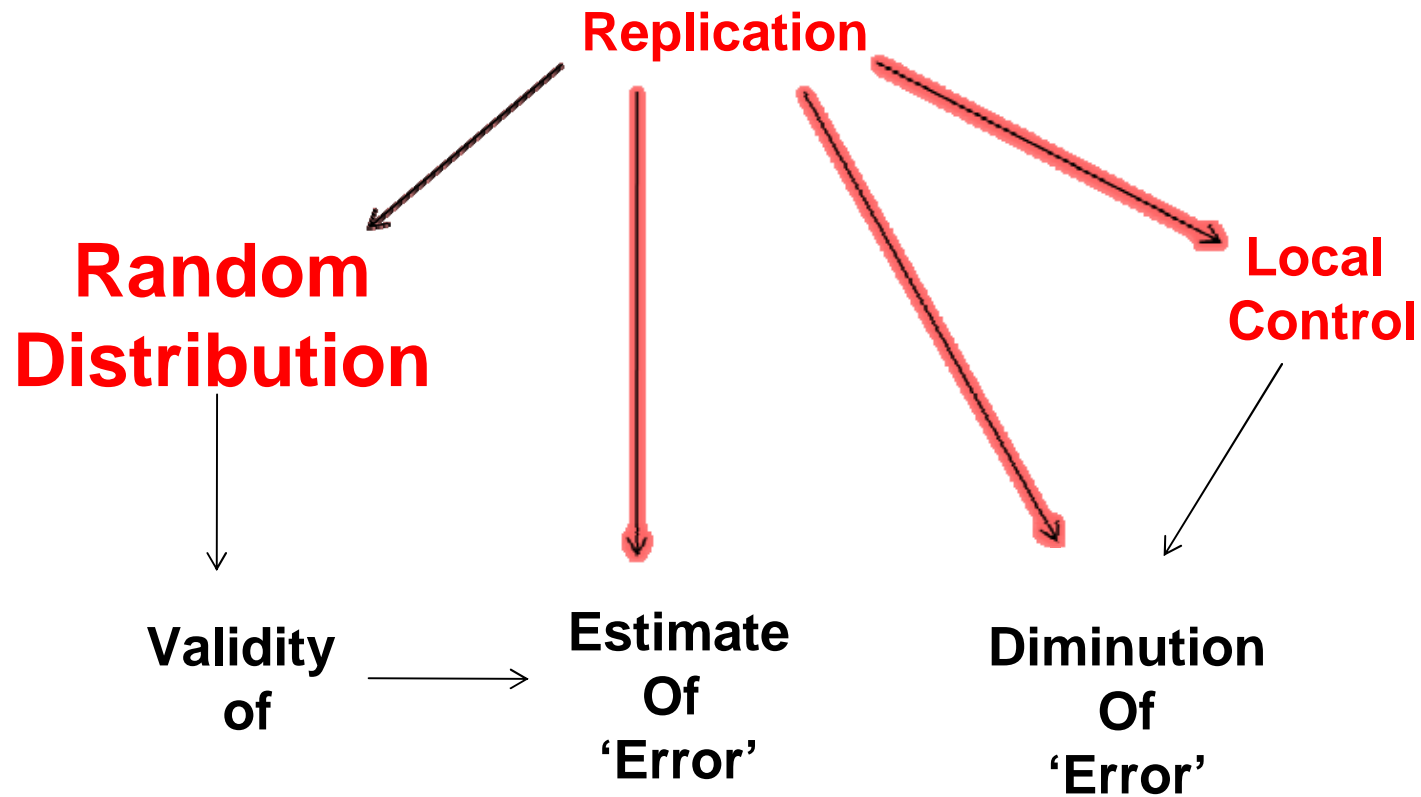 Replication
Random
Distribution
Local
Control
Validity
of
Estimate
Of
‘Error’
Diminution
Of
‘Error’